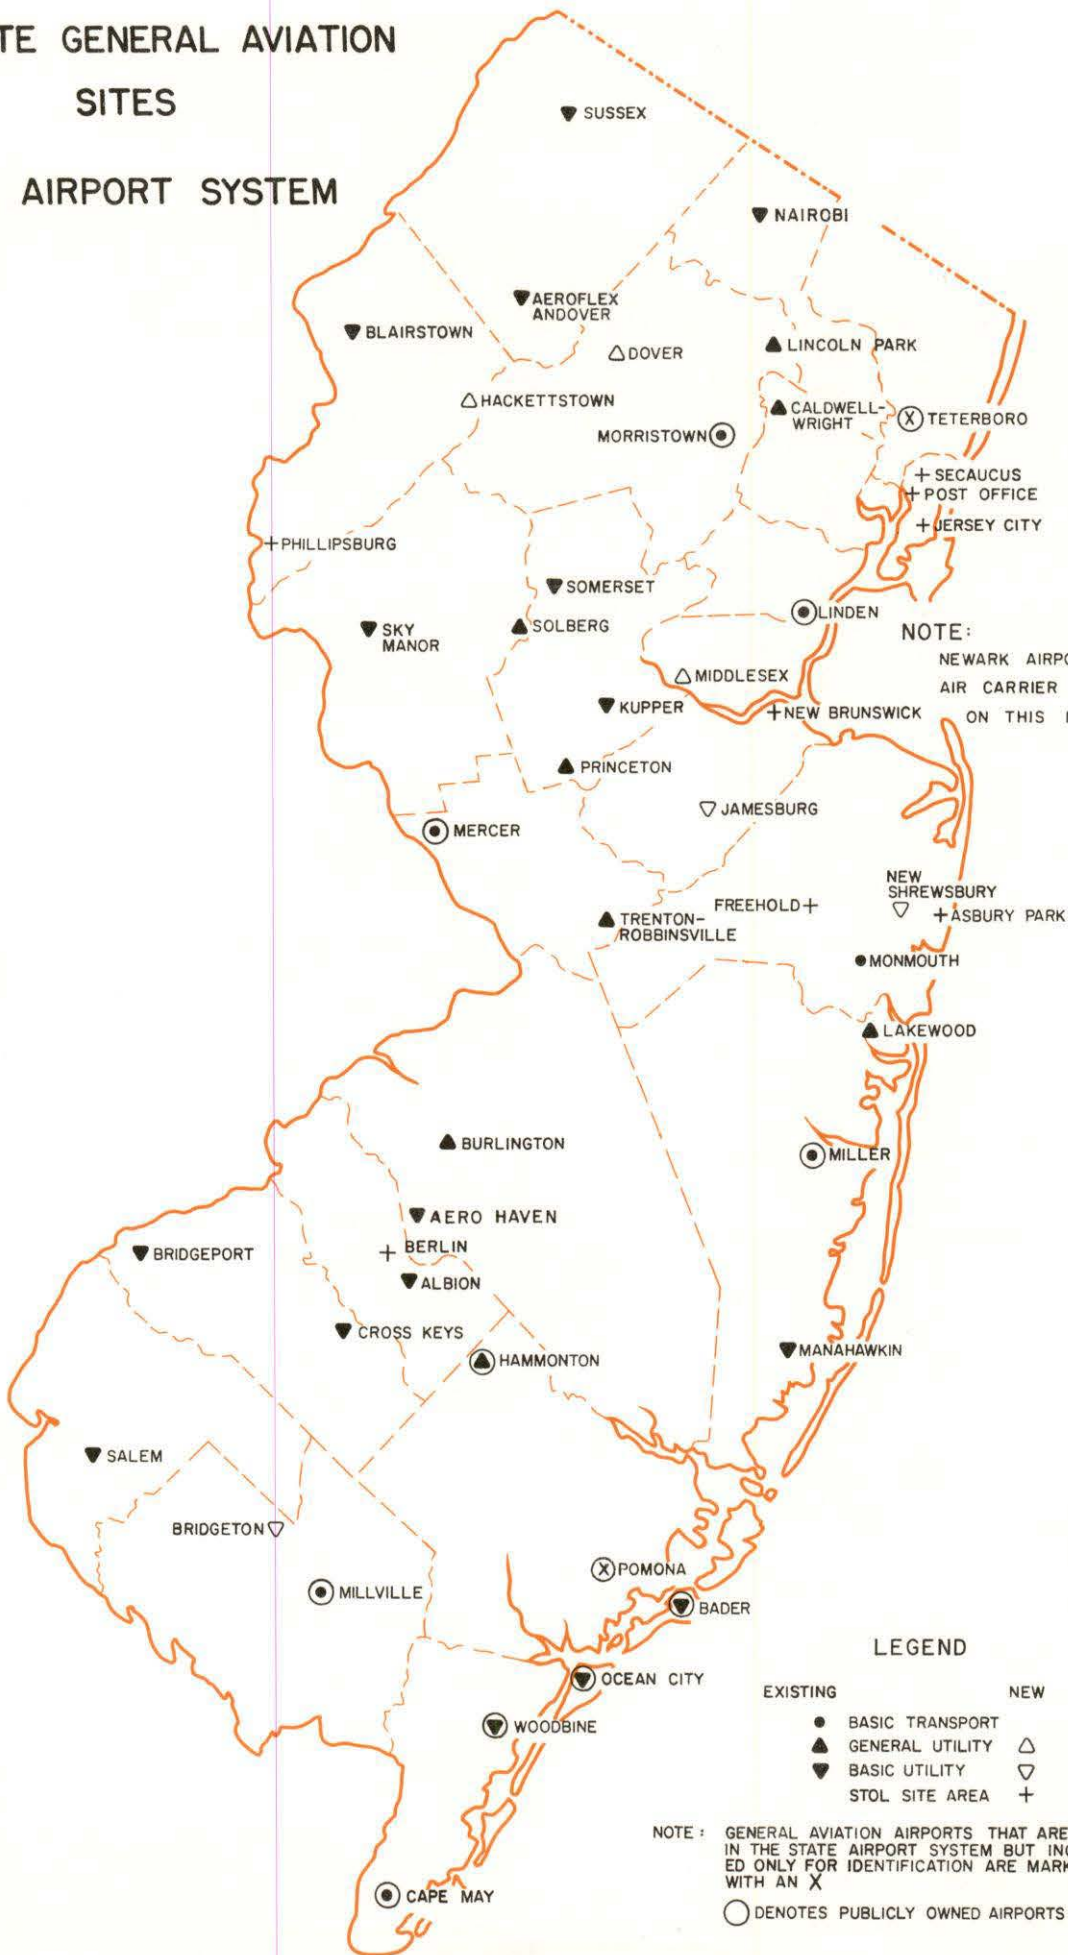 GENERAL AVIATION
SITES
AIRPORT SYSTEM
SUSSEX
NAIROBI
AEROFLEX
ANDOVER
BLAIRSTOWN
DOVER
LINCOLN PARK
HACKETTSTOWN
CALDWELL-
WRIGHT
TETERBORO
MORRISTOWN
SECAUCUS
POST OFFICE
JERSEY CITY
PHILLIPSBURG
SOMERSET
LINDEN
SKY
MANOR
SOLBERG
NOTE:
NEWARK
AIR CARRIER
ON THIS
MIDDLESEX
KUPPER
NEW BRUNSWICK
PRINCETON
JAMESBURG
MERCER
NEW
SHREWSBURY
FREEHOLD
ASBURY PARK
TRENTON-
ROBBINSVILLE
MONMOUTH
LAKEWOOD
BURLINGTON
MILLER
AERO HAVEN
BERLIN
BRIDGEPORT
ALBION
CROSS KEYS
MANAHAWKIN
HAMMONTON
SALEM
BRIDGETON
X POMONA
MILLVILLE
BADER
OCEAN CITY
WOODBINE
CAPE MAY
LEGEND
EXISTING NEW
BASIC TRANSPORT
GENERAL UTILITY
BASIC UTILITY
STOL SITE AREA +
NOTE: GENERAL AVIATION AIRPORTS THAT ARE
IN THE STATE AIRPORT SYSTEM BUT
ED ONLY FOR IDENTIFICATION ARE
WITH AN X
DENOTES PUBLICLY OWNED AIRPORTS